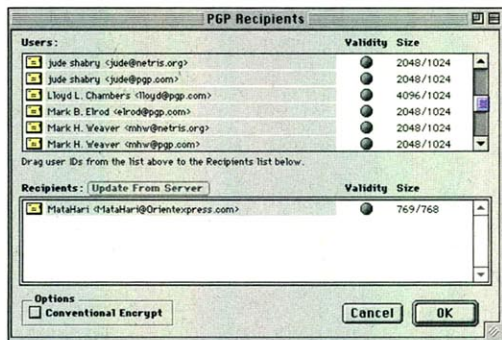 PGP Recipients
Users: Validity Size
jude shabry <jude@netris.org> 2048/1024
jude shabry <jude@pgp.com> 2048/1024
Lloyd L. Chambers <lloyd@pgp.com> 4096/1024
Mark B. Elrod <elrod@pgp.com> 2048/1024
Mark H. Weaver <mhw@netris.org> 2048/1024
Mark H. Weaver <mhw@pgp.com> 2048/1024
Drag user IDs from the list above to the Recipients list below.
Recipients: Update From Server Validity Size
MataHari <MataHari@Orientexpress.com> 769/768
Options
Conventional Encrypt
Cancel OK